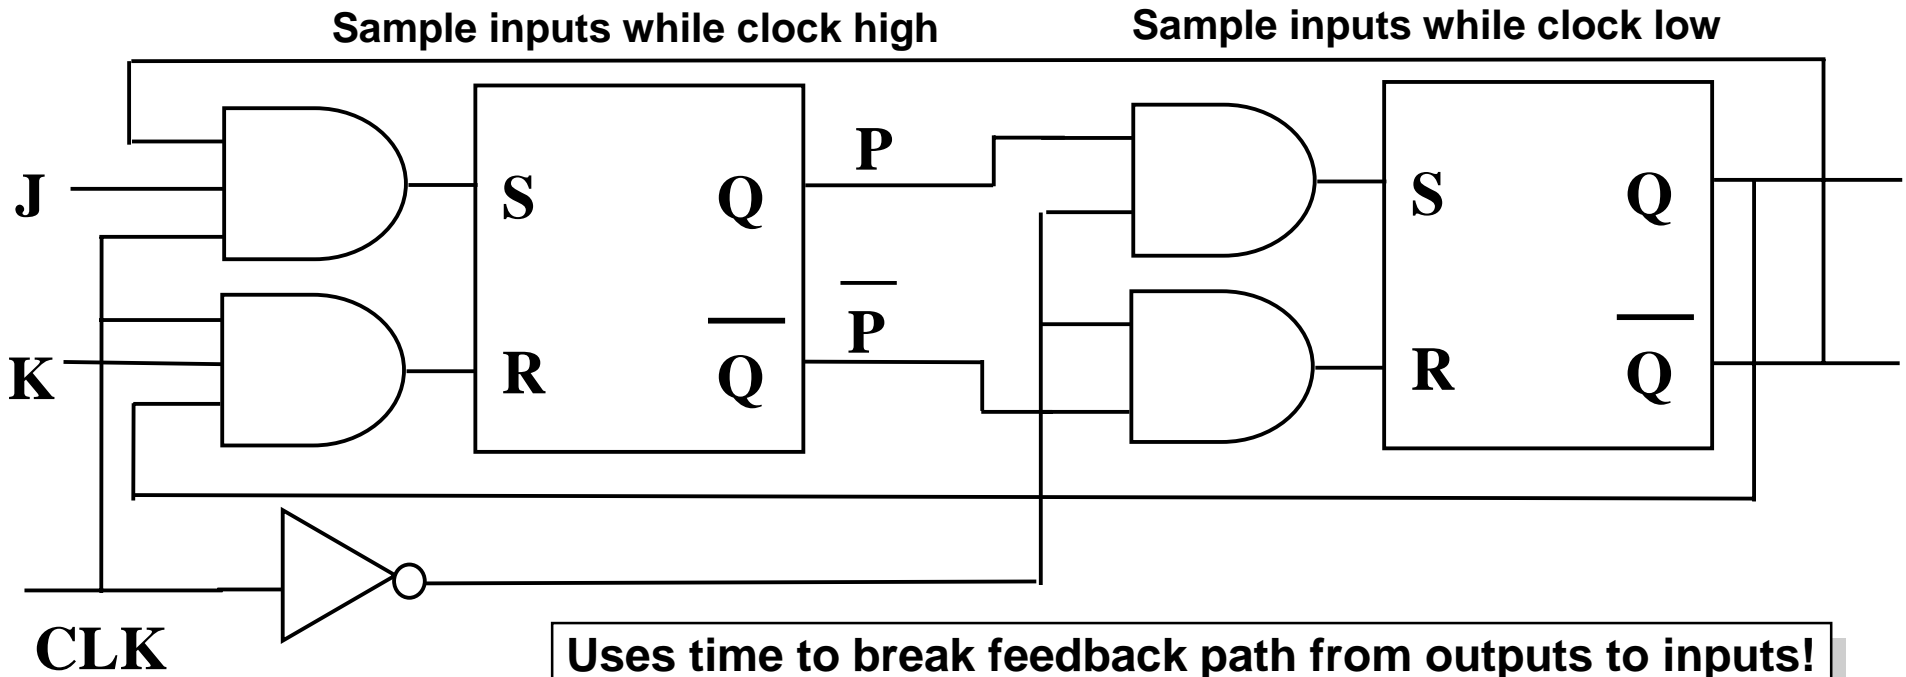 Sample inputs while clock high
Sample inputs while clock low
J
S
Q
P
S
Q
K
R
Q̅
P̅
R
Q̅
CLK
Uses time to break feedback path from outputs to inputs!